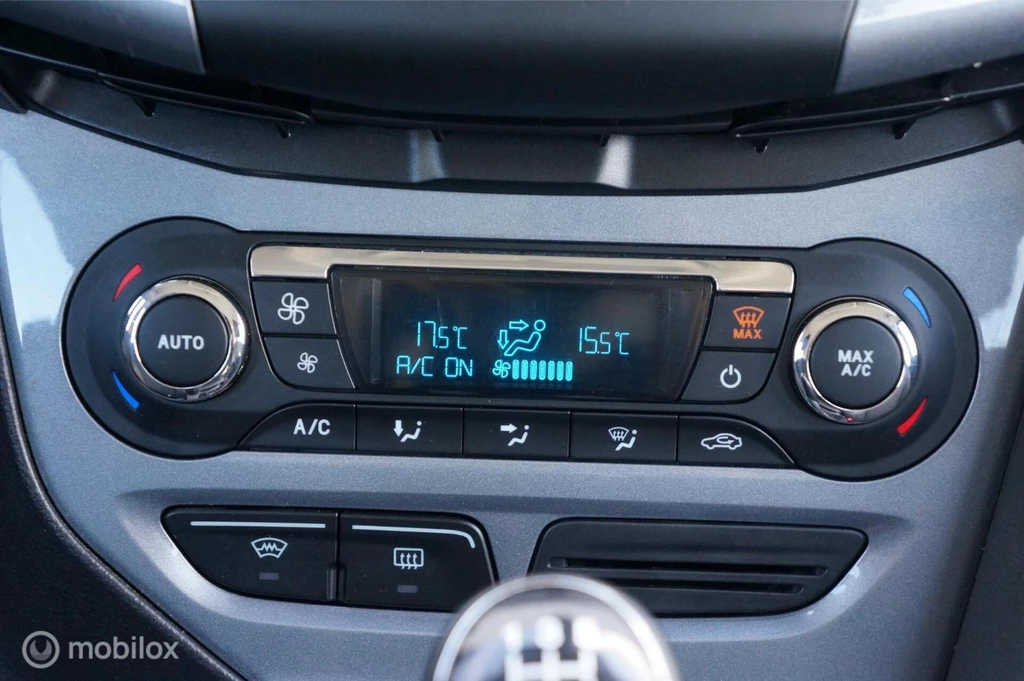 AUTO
17.5°C
15.5°C
A/C ON
MAX
MAX
A/C
A/C
mobilox